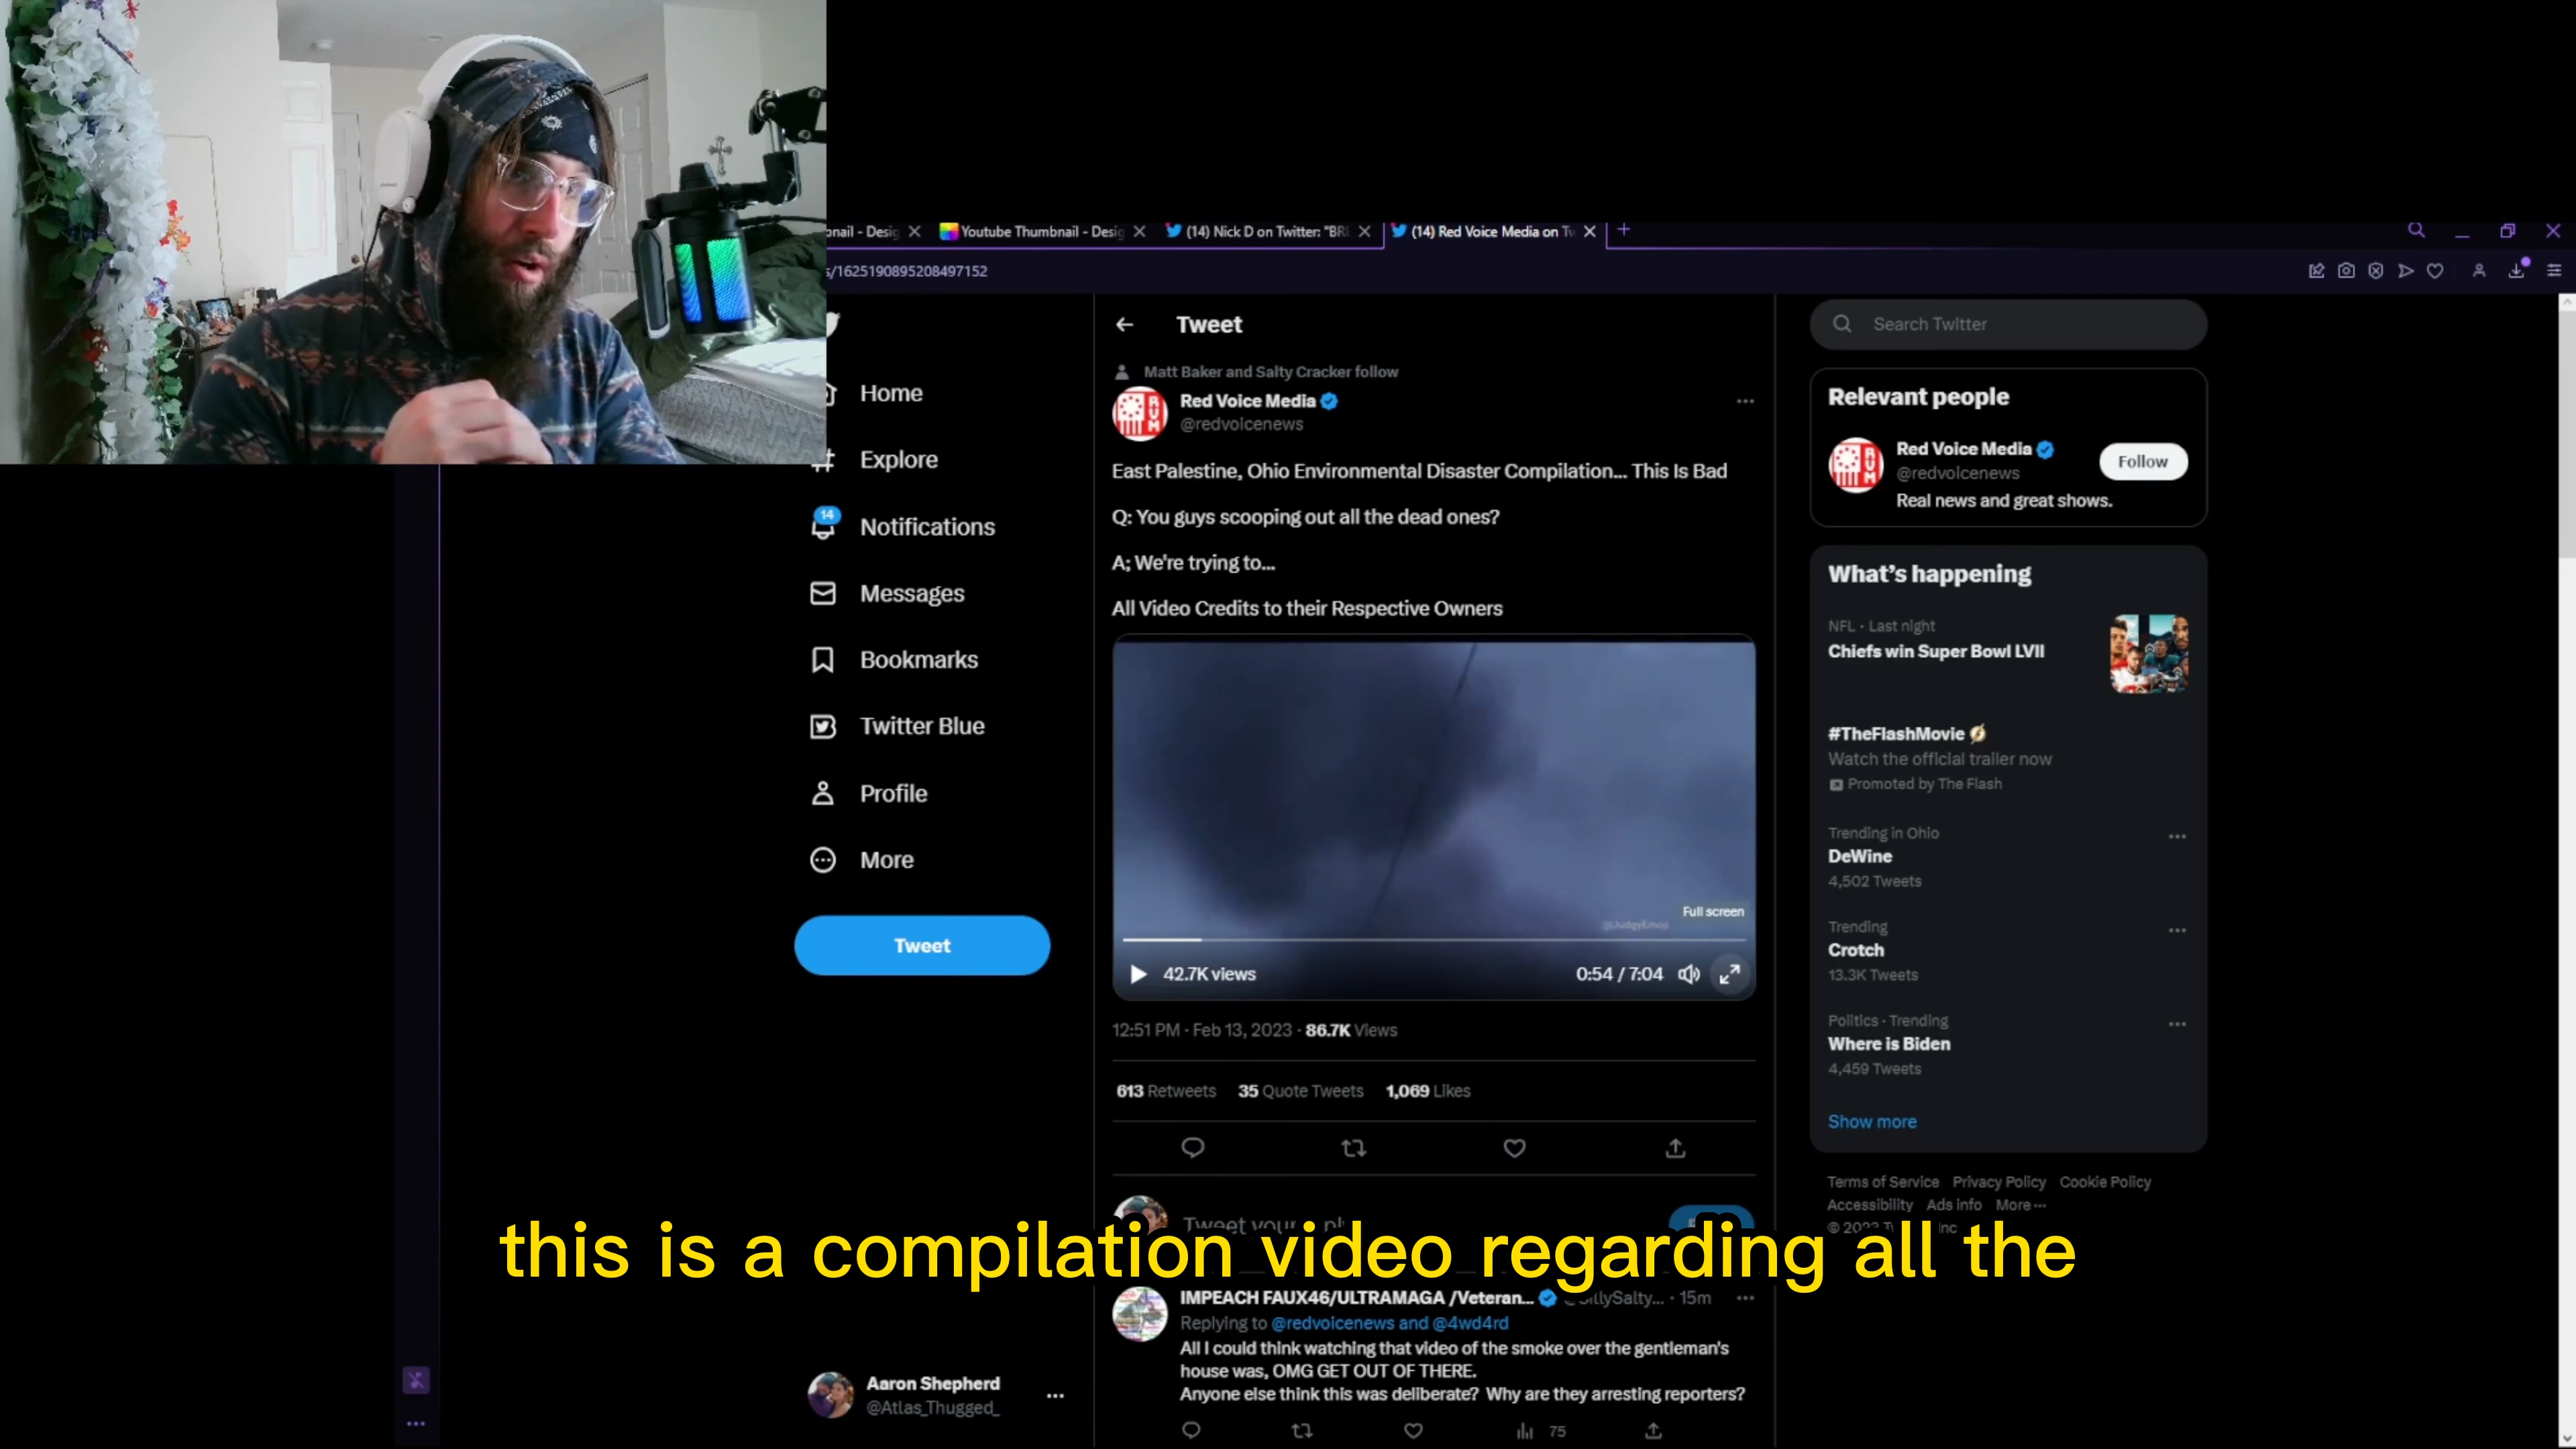 onail - Desig
Youtube Thumbnail - Desig
(14) Nick D on Twitter: "BRE
(14) Red Voice Media on Tw
s/1625190895208497152
Home
Explore
14
Notifications
Messages
Bookmarks
Twitter Blue
Profile
More
Tweet
Aaron Shepherd
@Atlas_Thugged_
Tweet
Matt Baker and Salty Cracker follow
Red Voice Media
@redvoicenews
East Palestine, Ohio Environmental Disaster Compilation... This Is Bad
Q: You guys scooping out all the dead ones?
A; We're trying to...
All Video Credits to their Respective Owners
Full screen
@JudgyEmoji
42.7K views
0:54 / 7:04
12:51 PM · Feb 13, 2023 · 86.7K Views
613 Retweets 35 Quote Tweets 1,069 Likes
this is a compilation video regarding all the
IMPEACH FAUX46/ULTRAMAGA /Veteran... · 15m
Replying to @redvoicenews and @4wd4rd
All I could think watching that video of the smoke over the gentleman's
house was, OMG GET OUT OF THERE.
Anyone else think this was deliberate? Why are they arresting reporters?
75
Search Twitter
Relevant people
Red Voice Media
@redvoicenews
Follow
Real news and great shows.
What's happening
NFL · Last night
Chiefs win Super Bowl LVII
#TheFlashMovie
Watch the official trailer now
Promoted by The Flash
Trending in Ohio
DeWine
4,502 Tweets
Trending
Crotch
13.3K Tweets
Politics · Trending
Where is Biden
4,459 Tweets
Show more
Terms of Service Privacy Policy Cookie Policy
Accessibility Ads info More ···